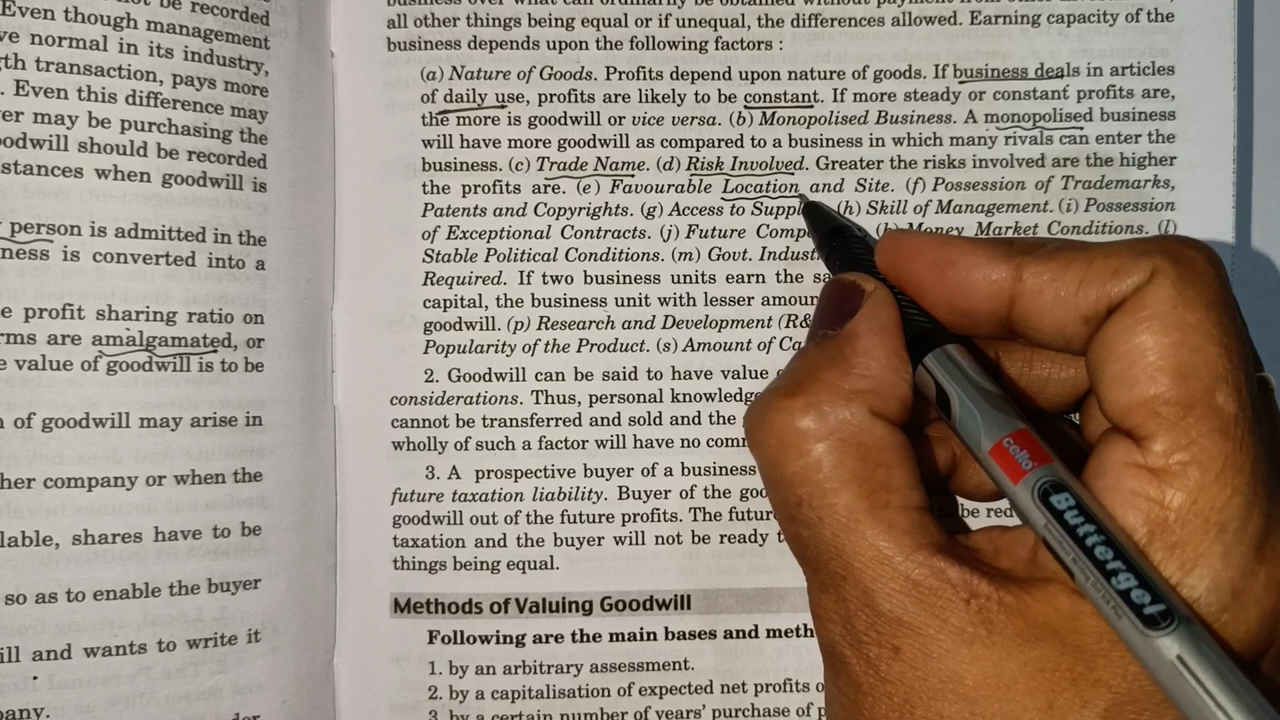 be recorded
Even though management
ve normal in its industry,
th transaction, pays more
. Even this difference may
er may be purchasing the
odwill should be recorded
stances when goodwill is
person is admitted in the
ness is converted into a
e profit sharing ratio on
rms are amalgamated, or
e value of goodwill is to be
of goodwill may arise in
her company or when the
lable, shares have to be
so as to enable the buyer
ill and wants to write it
pany.
all other things being equal or if unequal, the differences allowed. Earning capacity of the
business depends upon the following factors :
(a) Nature of Goods. Profits depend upon nature of goods. If business deals in articles
of daily use, profits are likely to be constant. If more steady or constant profits are,
the more is goodwill or vice versa. (b) Monopolised Business. A monopolised business
will have more goodwill as compared to a business in which many rivals can enter the
business. (c) Trade Name. (d) Risk Involved. Greater the risks involved are the higher
the profits are. (e) Favourable Location and Site. (f) Possession of Trademarks,
Patents and Copyrights. (g) Access to Suppl (h) Skill of Management. (i) Possession
of Exceptional Contracts. (j) Future Comp Money Market Conditions. (l)
Stable Political Conditions. (m) Govt. Indust
Required. If two business units earn the sa
capital, the business unit with lesser amoun
goodwill. (p) Research and Development (R&
Popularity of the Product. (s) Amount of Ca
2. Goodwill can be said to have value
considerations. Thus, personal knowledge
cannot be transferred and sold and the
wholly of such a factor will have no comm
3. A prospective buyer of a business
future taxation liability. Buyer of the goo
goodwill out of the future profits. The futur be red
taxation and the buyer will not be ready t
things being equal.
Methods of Valuing Goodwill
Following are the main bases and meth
1. by an arbitrary assessment.
2. by a capitalisation of expected net profits o
3. by a certain number of years' purchase of p
cello
Buttergel